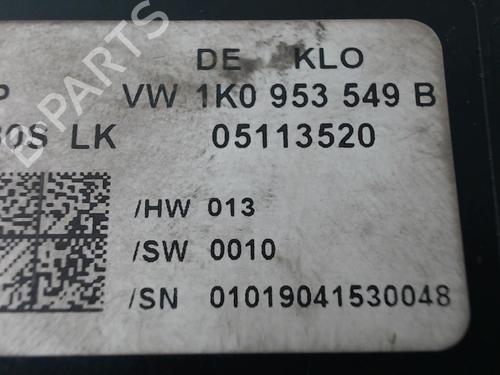 DE KLO
P VW 1K0 953 549 B
30S LK 05113520
/HW 013
/SW 0010
/SN 01019041530048
B-PARTS